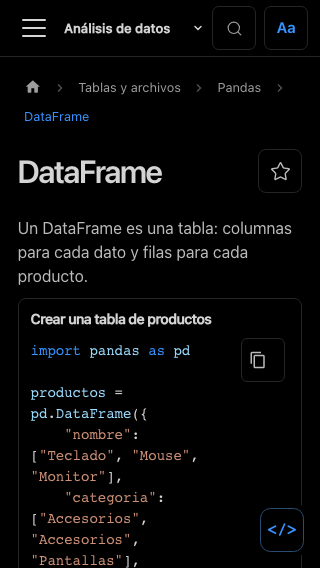 Análisis de datos
Aa
Tablas y archivos
Pandas
DataFrame
DataFrame
Un DataFrame es una tabla: columnas
para cada dato y filas para cada
producto.
Crear una tabla de productos
import pandas as pd
productos =
pd.DataFrame({
"nombre":
["Teclado", "Mouse",
"Monitor"],
"categoria":
["Accesorios",
"Accesorios",
"Pantallas"],
</>